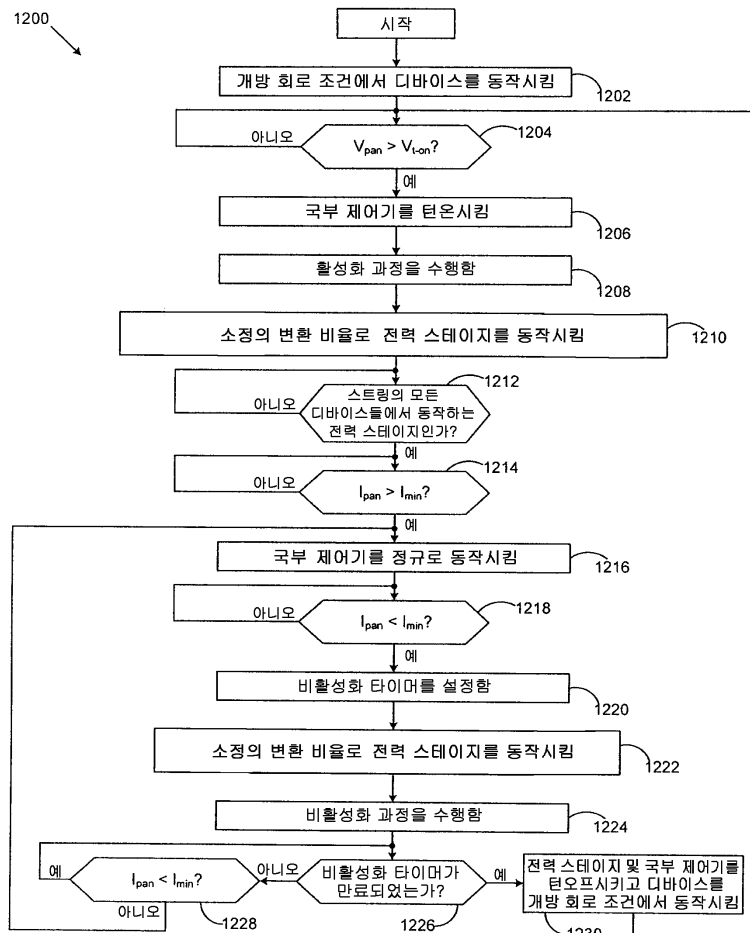 1200
시작
개방 회로 조건에서 디바이스를 동작시킴
1202
아니오
V_pan > V_t-on?
1204
예
국부 제어기를 턴온시킴
1206
활성화 과정을 수행함
1208
소정의 변환 비율로 전력 스테이지를 동작시킴
1210
1212
아니오
스트링의 모든
디바이스들에서 동작하는
전력 스테이지인가?
예
1214
아니오
I_pan > I_min?
예
국부 제어기를 정규로 동작시킴
1216
아니오
I_pan < I_min?
1218
예
비활성화 타이머를 설정함
1220
소정의 변환 비율로 전력 스테이지를 동작시킴
1222
비활성화 과정을 수행함
1224
예
I_pan < I_min?
아니오
1228
아니오
비활성화 타이머가
만료되었는가?
1226
예
전력 스테이지 및 국부 제어기를
턴오프시키고 디바이스를
개방 회로 조건에서 동작시킴
1230